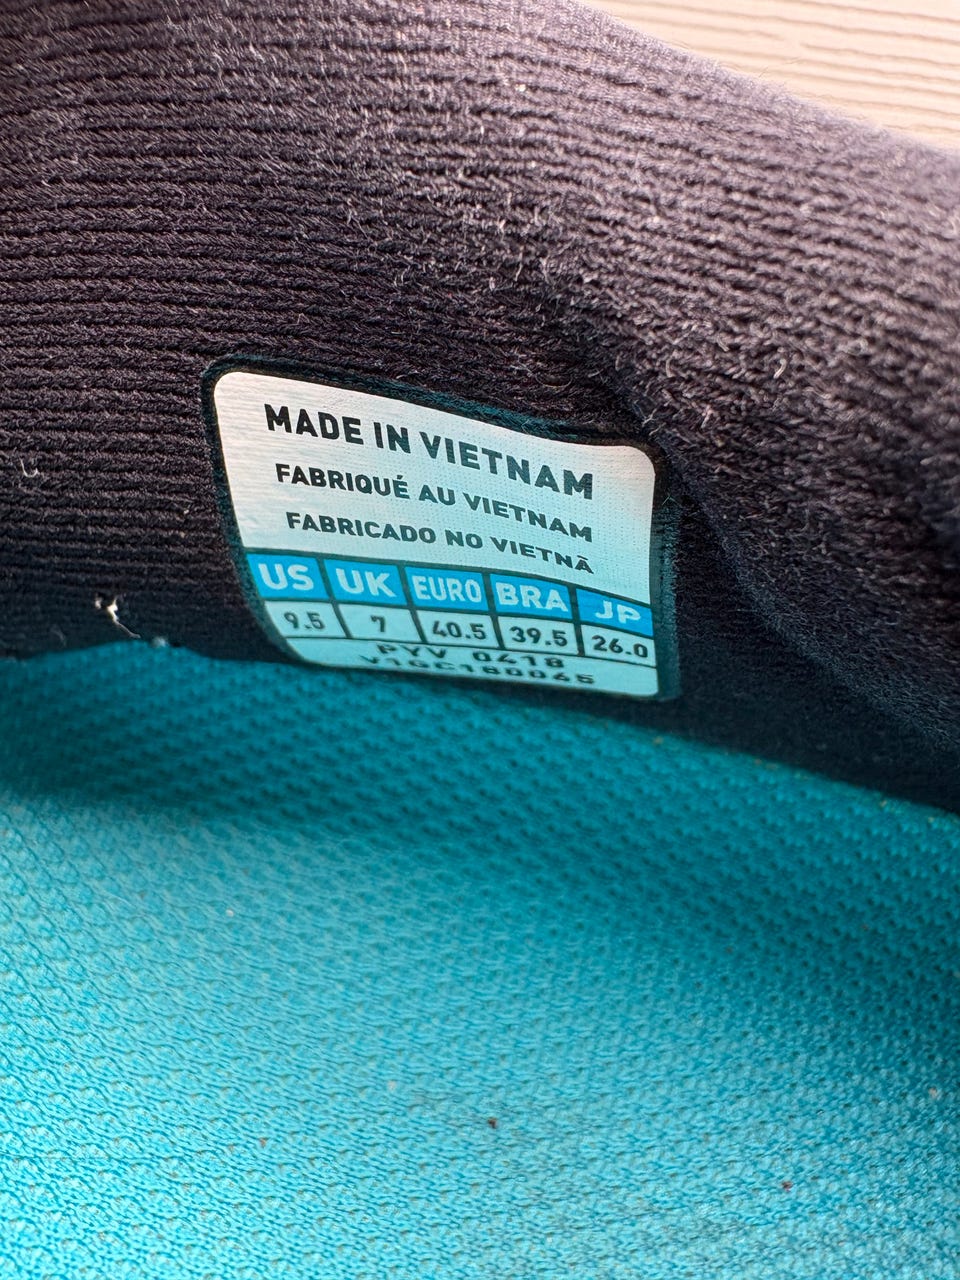 MADE IN VIETNAM
FABRIQUÉ AU VIETNAM
FABRICADO NO VIETNÃ
US UK EURO BRA JP
9.5 7 40.5 39.5 26.0
PYV 0418
V1GC180065